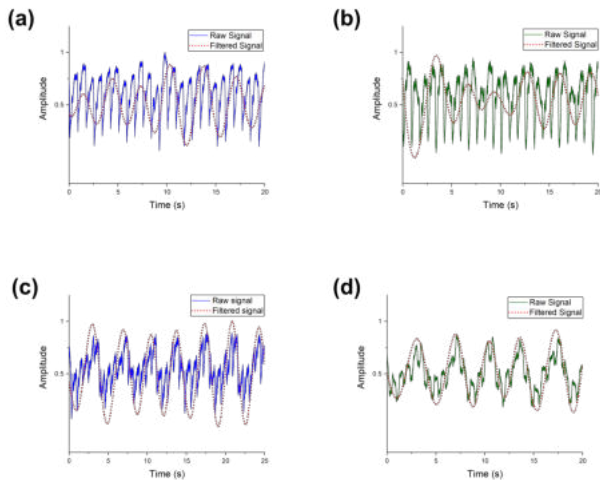 (a)
Raw Signal
Filtered Signal
1
0.5
Amplitude
0
5
10
15
20
Time (s)
(b)
Raw Signal
Filtered Signal
1
0.5
Amplitude
0
5
10
15
20
Time (s)
(c)
Raw signal
Filtered signal
1
0.5
Amplitude
0
5
10
15
20
25
Time (s)
(d)
Raw Signal
Filtered Signal
1
0.5
Amplitude
0
5
10
15
20
Time (s)